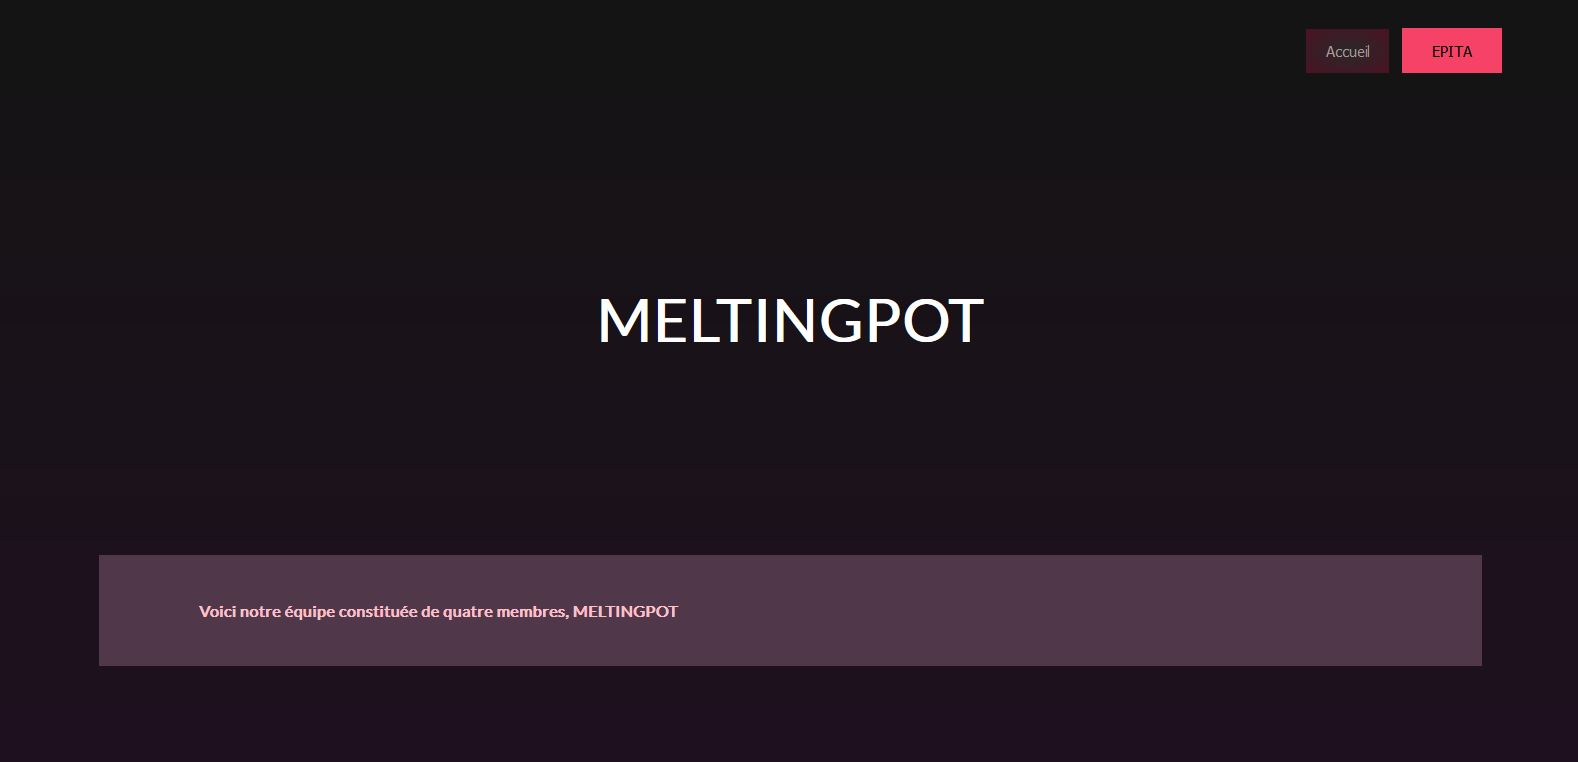 Accueil
EPITA
MELTINGPOT
Voici notre équipe constituée de quatre membres, MELTINGPOT